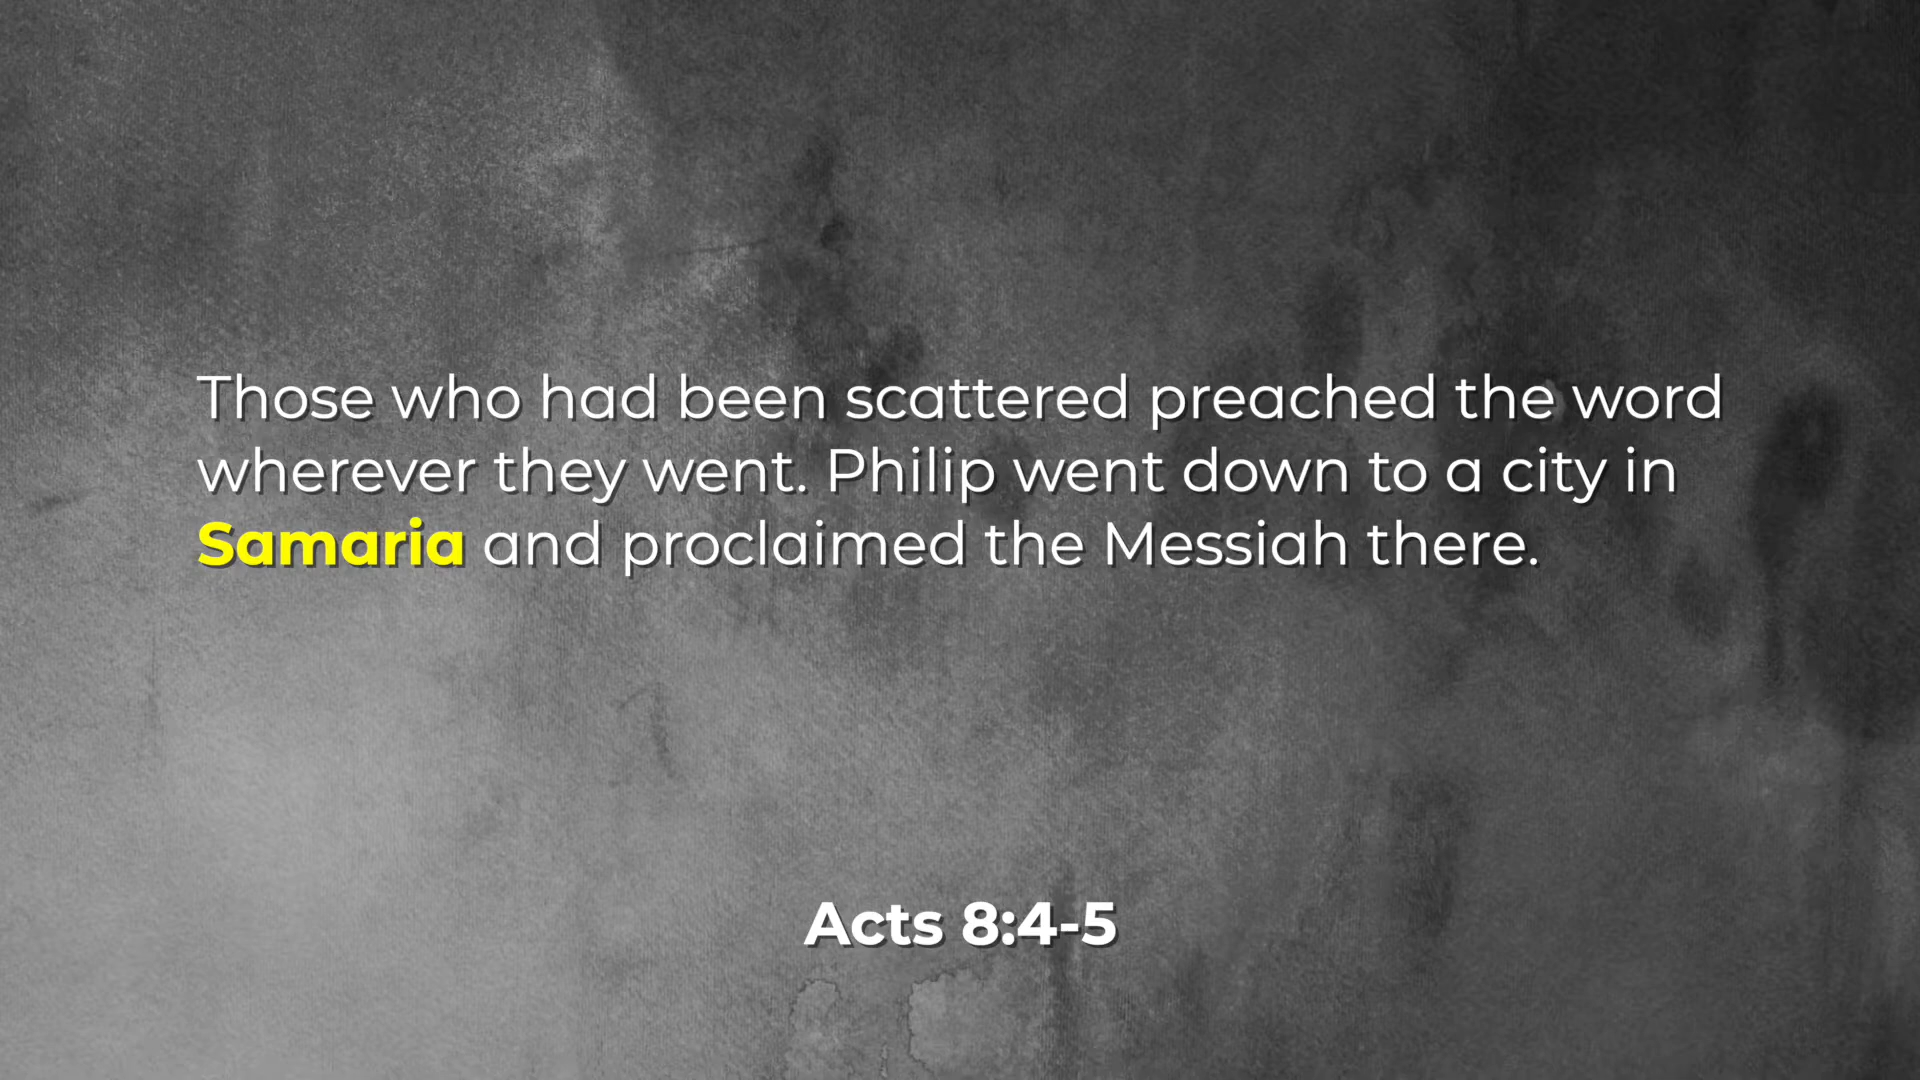 Those who had been scattered preached the word
wherever they went. Philip went down to a city in
Samaria and proclaimed the Messiah there.
Acts 8:4-5